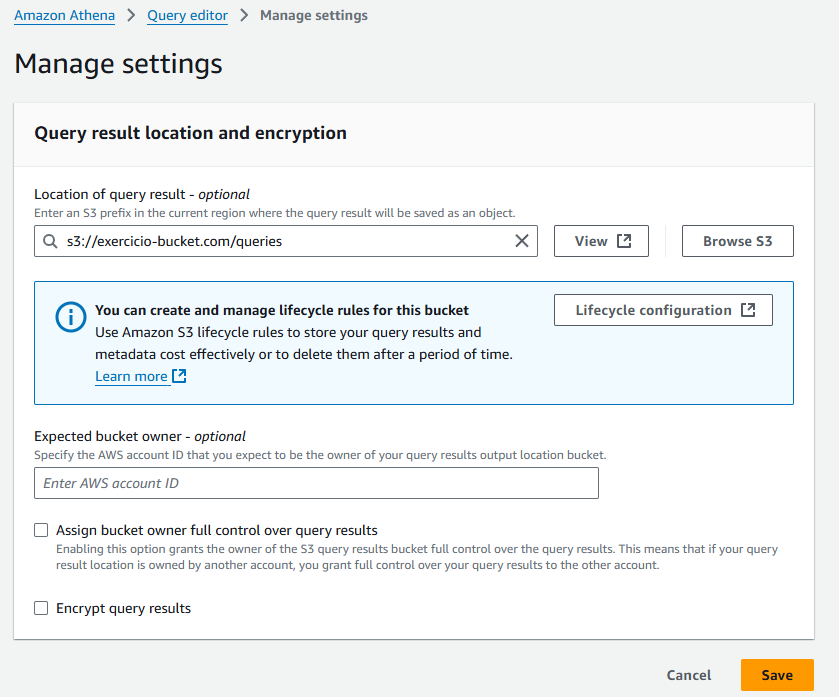 Amazon Athena > Query editor > Manage settings
Manage settings
Query result location and encryption
Location of query result - optional
Enter an S3 prefix in the current region where the query result will be saved as an object.
s3://exercicio-bucket.com/queries
View
Browse S3
You can create and manage lifecycle rules for this bucket
Lifecycle configuration
Use Amazon S3 lifecycle rules to store your query results and
metadata cost effectively or to delete them after a period of time.
Learn more
Expected bucket owner - optional
Specify the AWS account ID that you expect to be the owner of your query results output location bucket.
Enter AWS account ID
Assign bucket owner full control over query results
Enabling this option grants the owner of the S3 query results bucket full control over the query results. This means that if your query
result location is owned by another account, you grant full control over your query results to the other account.
Encrypt query results
Cancel
Save